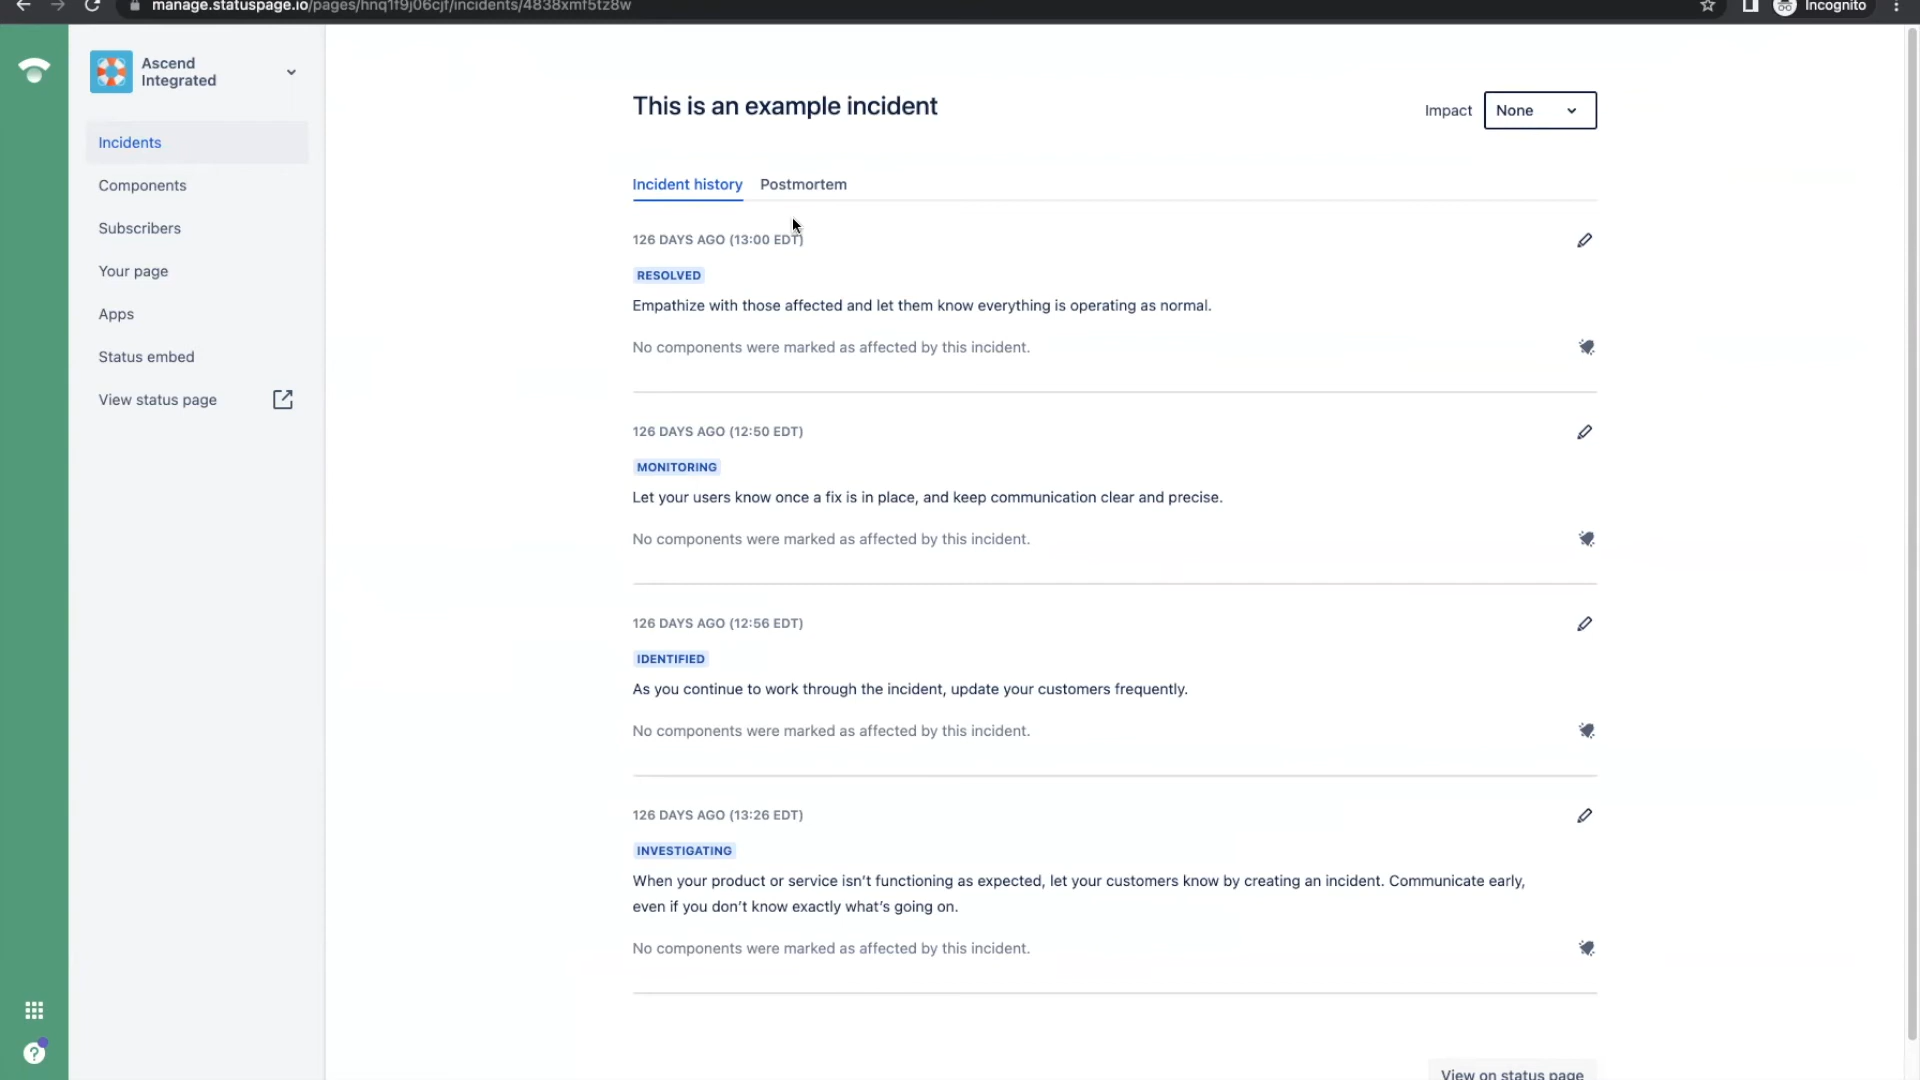 manage.statuspage.io/pages/hnq1f9j06cjf/incidents/4838xmf5tz8w
Incognito
Ascend
Integrated
Incidents
Components
Subscribers
Your page
Apps
Status embed
View status page
This is an example incident
Impact
None
Incident history
Postmortem
126 DAYS AGO (13:00 EDT)
RESOLVED
Empathize with those affected and let them know everything is operating as normal.
No components were marked as affected by this incident.
126 DAYS AGO (12:50 EDT)
MONITORING
Let your users know once a fix is in place, and keep communication clear and precise.
No components were marked as affected by this incident.
126 DAYS AGO (12:56 EDT)
IDENTIFIED
As you continue to work through the incident, update your customers frequently.
No components were marked as affected by this incident.
126 DAYS AGO (13:26 EDT)
INVESTIGATING
When your product or service isn’t functioning as expected, let your customers know by creating an incident. Communicate early,
even if you don’t know exactly what’s going on.
No components were marked as affected by this incident.
View on status page
?